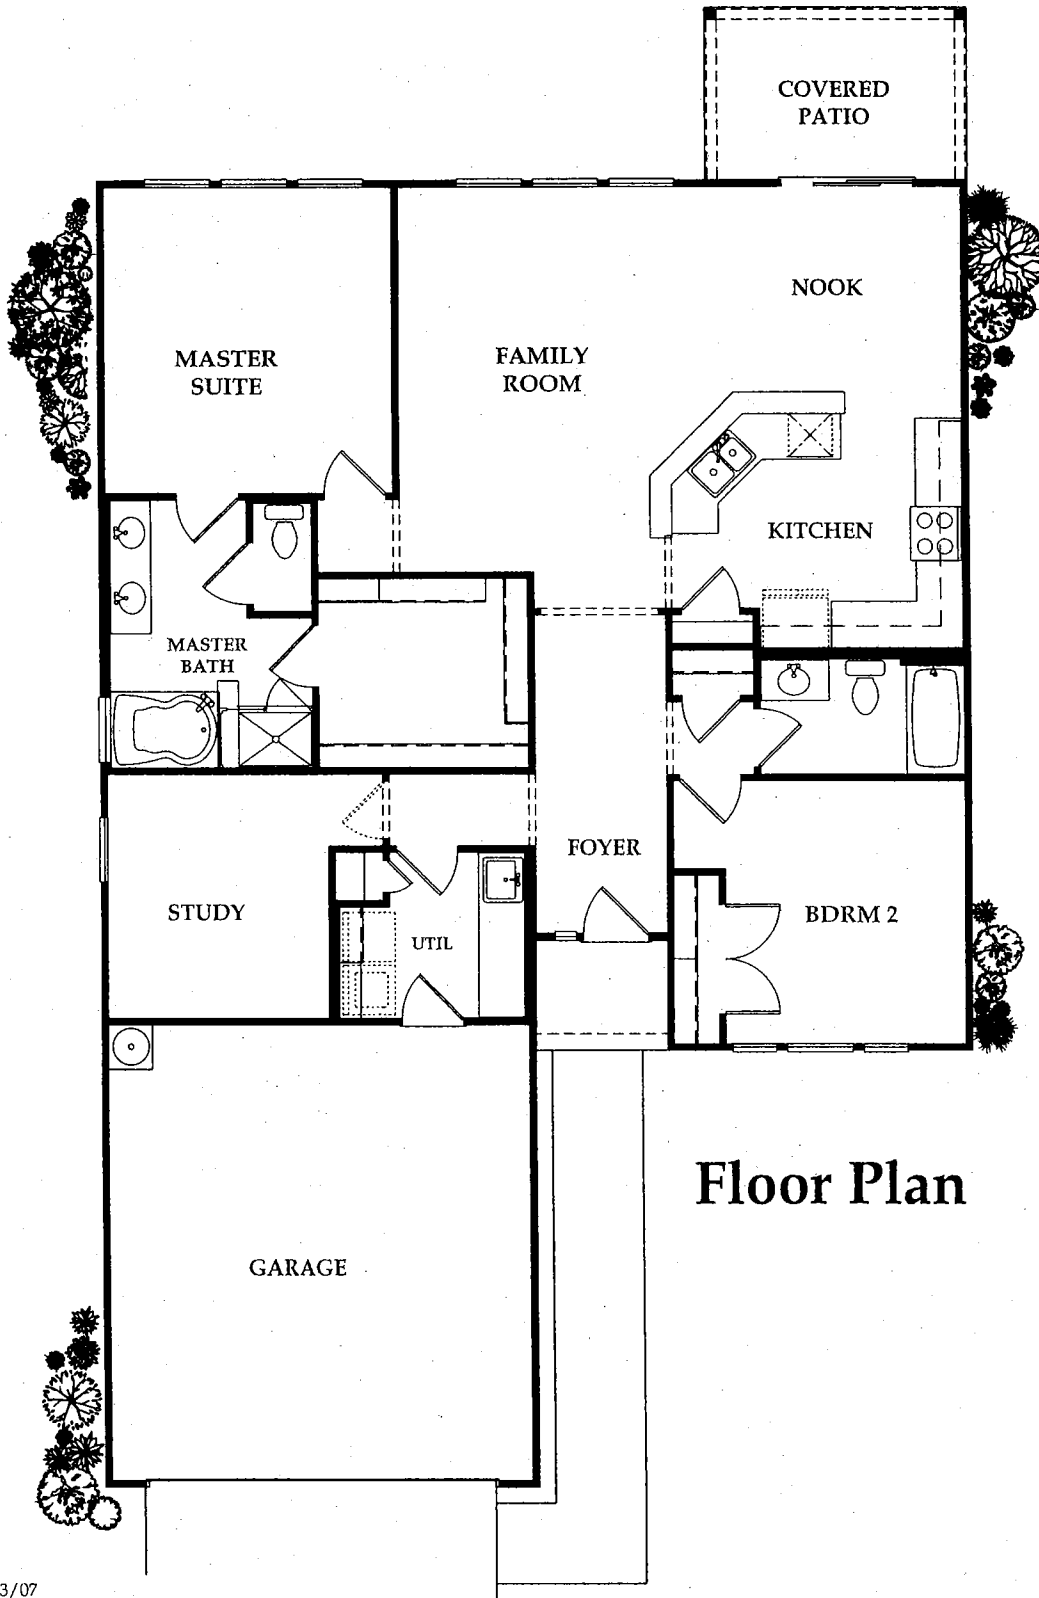 COVERED
PATIO
NOOK
MASTER
SUITE
FAMILY
ROOM
KITCHEN
MASTER
BATH
FOYER
STUDY
BDRM 2
UTIL
Floor Plan
GARAGE
3/07